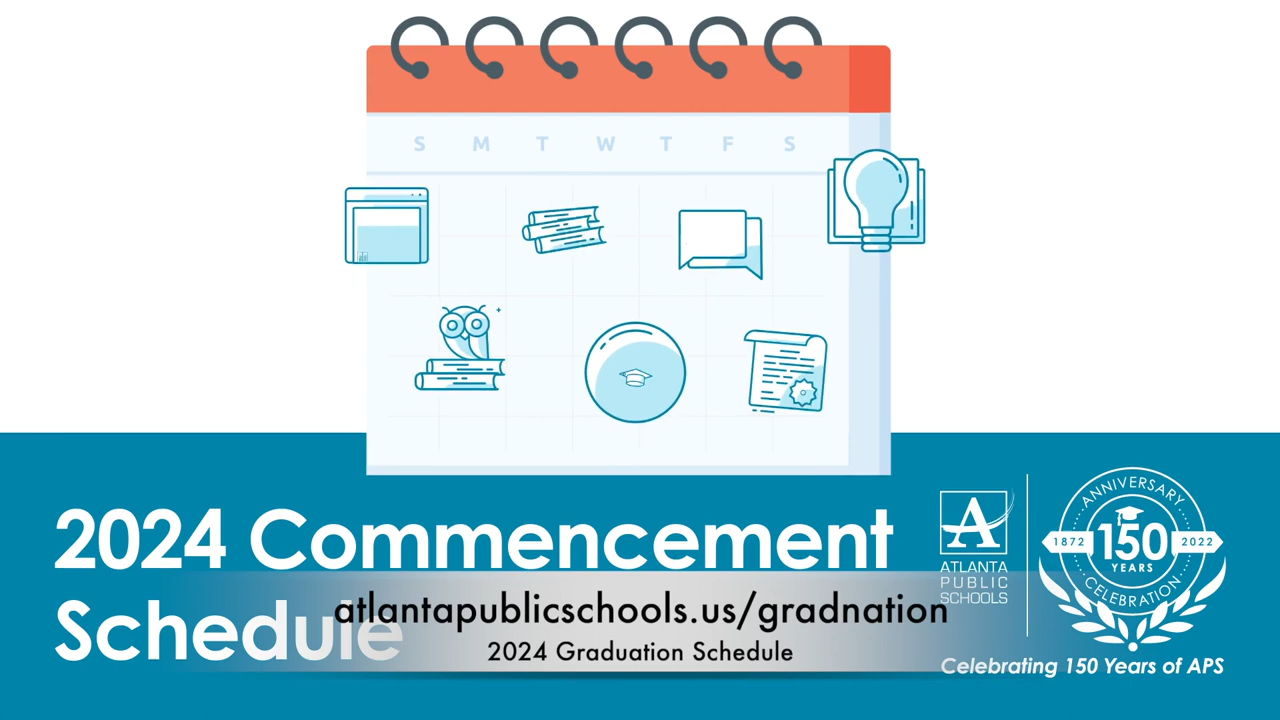 S M T W T F S
2024 Commencement
Schedule
atlantapublicschools.us/gradnation
2024 Graduation Schedule
A
ATLANTA
PUBLIC
SCHOOLS
ANNIVERSARY
1872 150 2022
YEARS
CELEBRATION
Celebrating 150 Years of APS